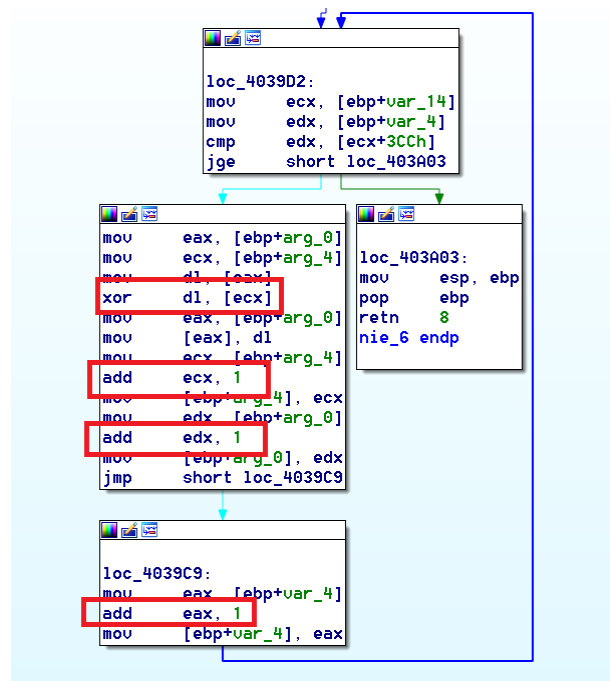 loc_4039D2:
mov ecx, [ebp+var_14]
mov edx, [ebp+var_4]
cmp edx, [ecx+3CCh]
jge short loc_403A03
mov eax, [ebp+arg_0]
mov ecx, [ebp+arg_4]
mov dl, [eax]
xor dl, [ecx]
mov eax, [ebp+arg_0]
mov [eax], dl
mov ecx, [ebp+arg_4]
add ecx, 1
mov [ebp+arg_4], ecx
mov edx, [ebp+arg_0]
add edx, 1
mov [ebp+arg_0], edx
jmp short loc_4039C9
loc_403A03:
mov esp, ebp
pop ebp
retn 8
nie_6 endp
loc_4039C9:
mov eax, [ebp+var_4]
add eax, 1
mov [ebp+var_4], eax